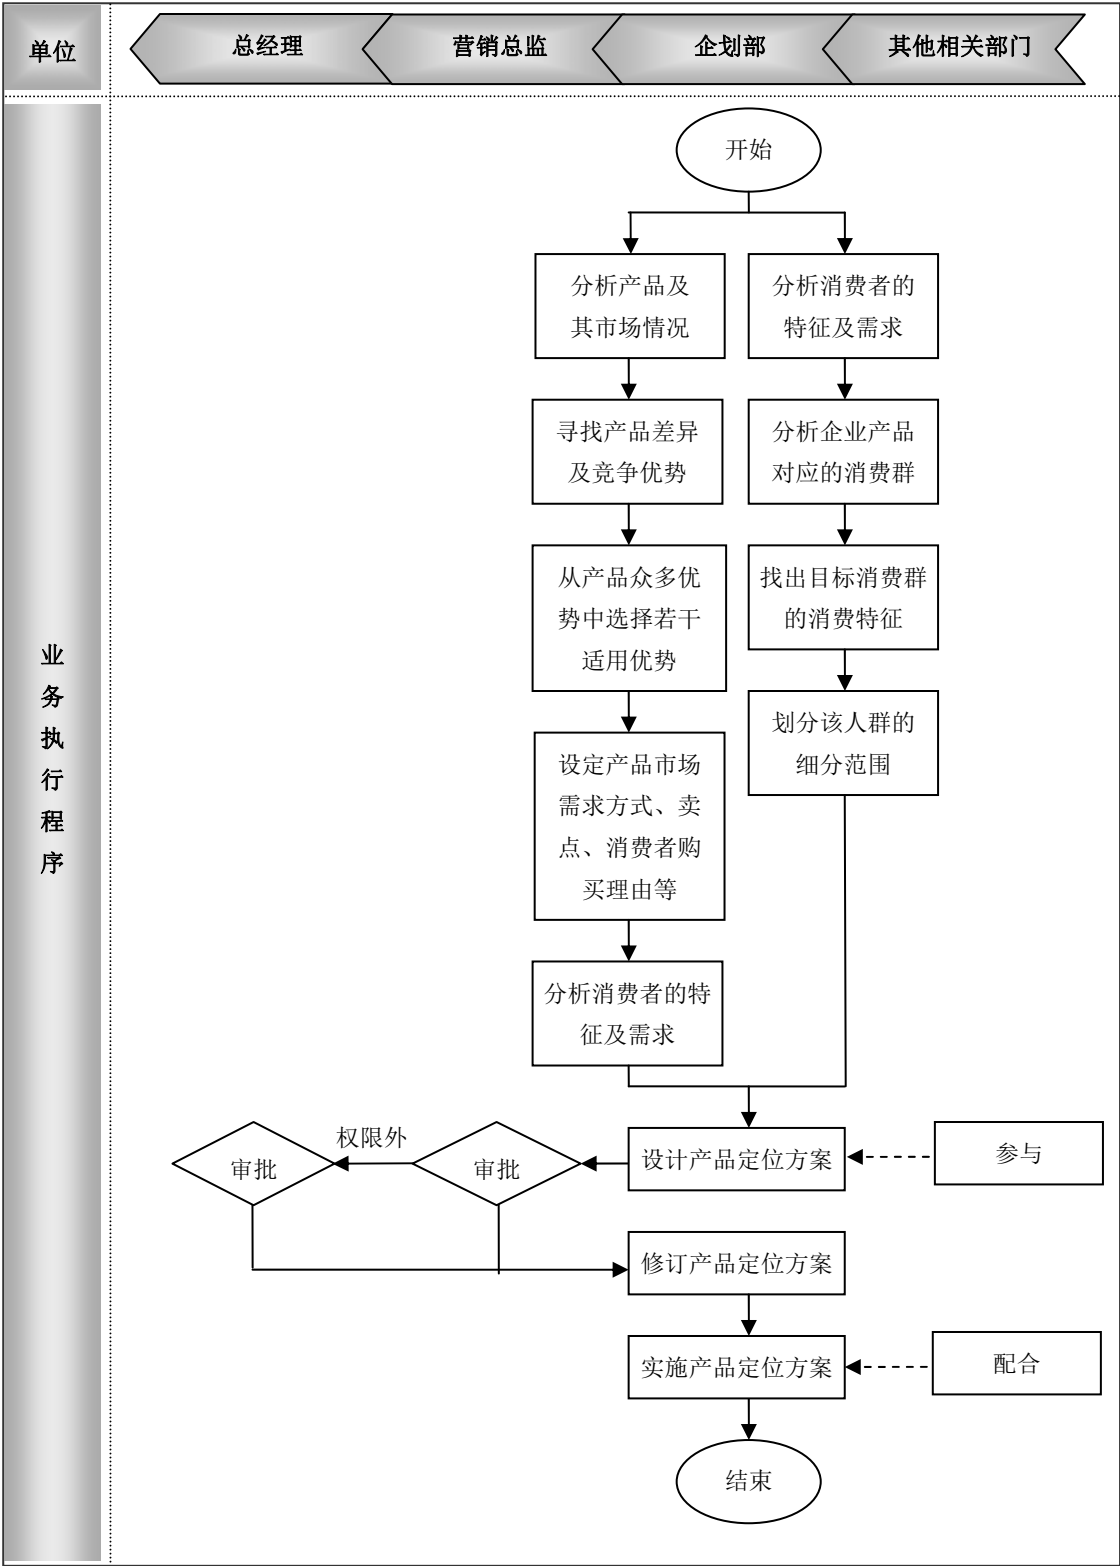 单位
总经理
营销总监
企划部
其他相关部门
业
务
执
行
程
序
开始
分析产品及
其市场情况
分析消费者的
特征及需求
寻找产品差异
及竞争优势
分析企业产品
对应的消费群
从产品众多优
势中选择若干
适用优势
找出目标消费群
的消费特征
设定产品市场
需求方式、卖
点、消费者购
买理由等
划分该人群的
细分范围
分析消费者的特
征及需求
审批
权限外
审批
设计产品定位方案
参与
修订产品定位方案
实施产品定位方案
配合
结束